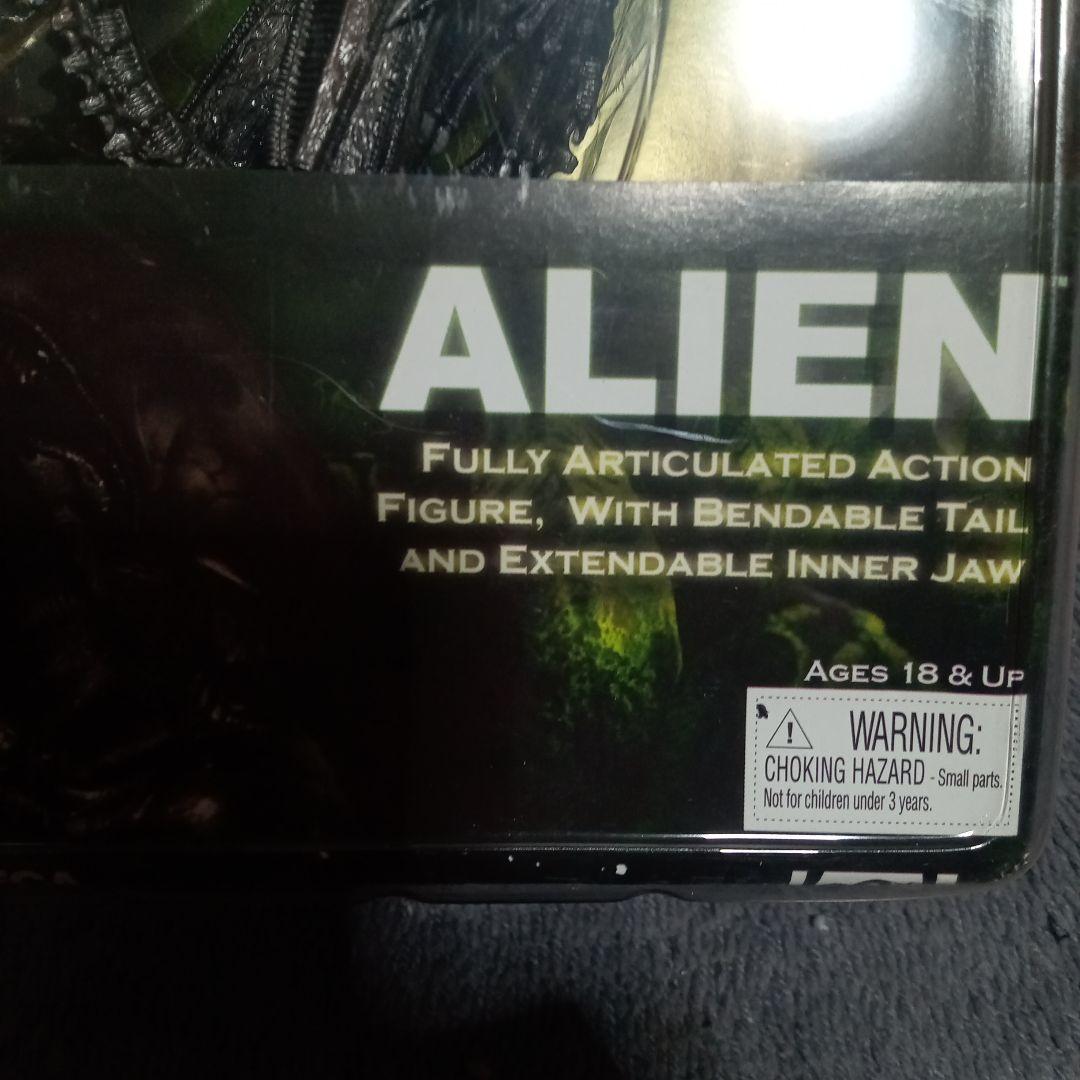 ALIEN
FULLY ARTICULATED ACTION
FIGURE, WITH BENDABLE TAIL
AND EXTENDABLE INNER JAW
AGES 18 & UP
! WARNING:
CHOKING HAZARD - Small parts.
Not for children under 3 years.